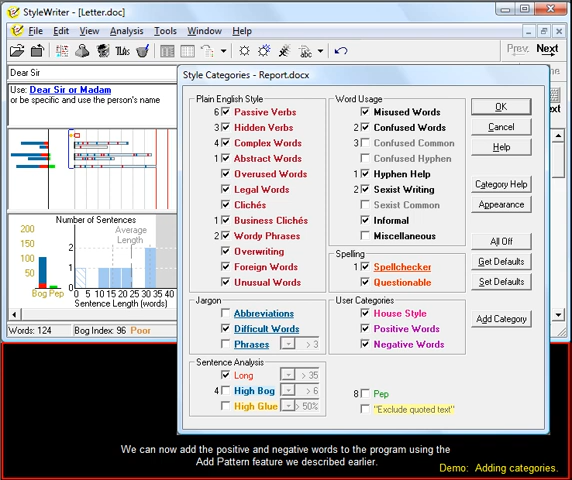 StyleWriter - [Letter.doc]
File Edit View Analysis Tools Window Help
Prev. Next
Dear Sir
Use: Dear Sir or Madam
or be specific and use the person's name
Number of Sentences
200
150
100
50
0
Bog Pep
2
1
0
Average
Length
0 5 10 15 20 25 30 35 40
Sentence Length (words)
Words: 124 Bog Index: 96 Poor
Style Categories - Report.docx
Plain English Style
6 Passive Verbs
3 Hidden Verbs
4 Complex Words
1 Abstract Words
Overused Words
Legal Words
Clichés
1 Business Clichés
2 Wordy Phrases
Overwriting
Foreign Words
Unusual Words
Jargon
Abbreviations
Difficult Words
Phrases > 3
Sentence Analysis
Long > 35
4 High Bog > 6
High Glue > 50%
Word Usage
Misused Words
2 Confused Words
3 Confused Common
Confused Hyphen
1 Hyphen Help
2 Sexist Writing
Sexist Common
Informal
Miscellaneous
Spelling
1 Spellchecker
Questionable
User Categories
House Style
Positive Words
Negative Words
8 Pep
"Exclude quoted text"
OK
Cancel
Help
Category Help
Appearance
All Off
Get Defaults
Set Defaults
Add Category
We can now add the positive and negative words to the program using the
Add Pattern feature we described earlier.
Demo: Adding categories.